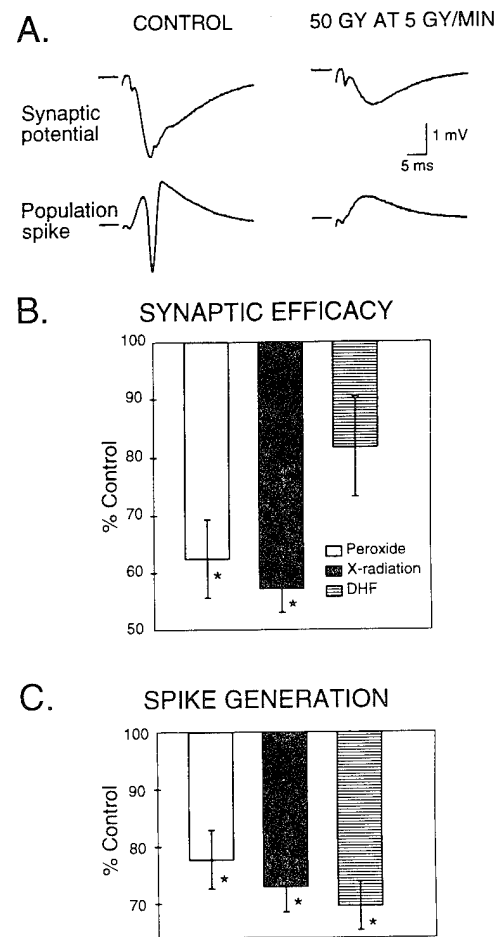 A.
CONTROL
50 GY AT 5 GY/MIN
Synaptic
potential
1 mV
5 ms
Population
spike
B.
SYNAPTIC EFFICACY
100
90
80
70
60
50
% Control
Peroxide
*
X-radiation
*
DHF
C.
SPIKE GENERATION
100
90
80
70
% Control
*
*
*